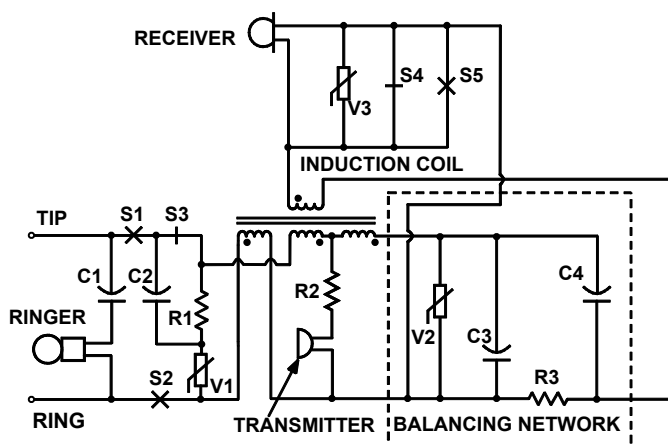 RECEIVER
S4
S5
V3
INDUCTION COIL
TIP
S1
S3
C1
C2
R1
R2
C4
RINGER
V2
C3
S2
V1
R3
RING
TRANSMITTER
BALANCING NETWORK